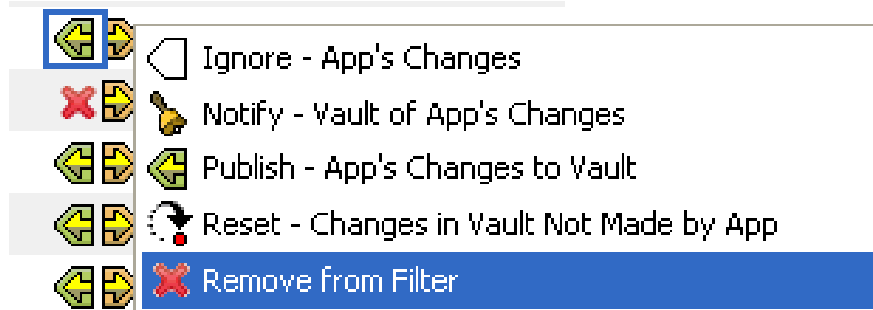 Ignore - App's Changes
Notify - Vault of App's Changes
Publish - App's Changes to Vault
Reset - Changes in Vault Not Made by App
Remove from Filter